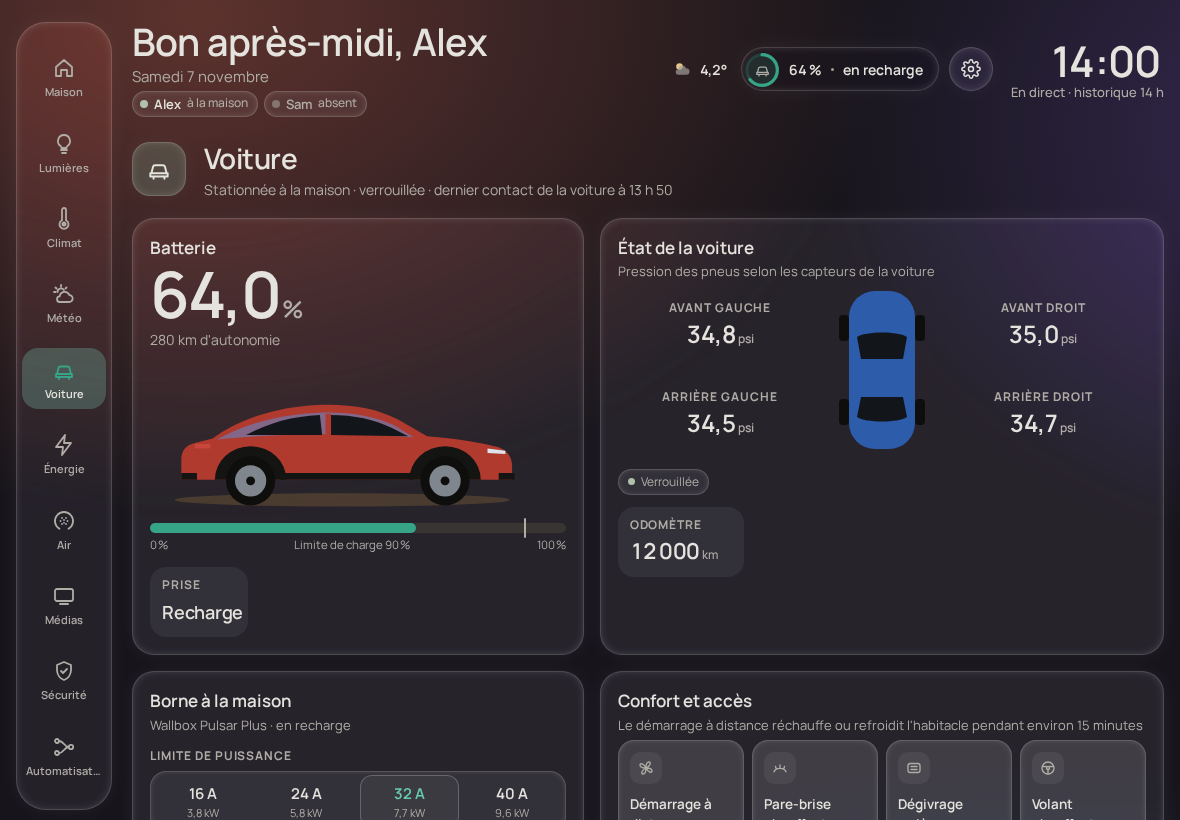 Bon après-midi, Alex
Samedi 7 novembre
Alex à la maison
Sam absent
4,2°
64 % · en recharge
14:00
En direct · historique 14 h
Maison
Lumières
Climat
Météo
Voiture
Énergie
Air
Médias
Sécurité
Automatisat…
Voiture
Stationnée à la maison · verrouillée · dernier contact de la voiture à 13 h 50
Batterie
64,0%
280 km d'autonomie
0 %
Limite de charge 90 %
100 %
PRISE
Recharge
État de la voiture
Pression des pneus selon les capteurs de la voiture
AVANT GAUCHE
34,8 psi
AVANT DROIT
35,0 psi
ARRIÈRE GAUCHE
34,5 psi
ARRIÈRE DROIT
34,7 psi
Verrouillée
ODOMÈTRE
12 000 km
Borne à la maison
Wallbox Pulsar Plus · en recharge
LIMITE DE PUISSANCE
16 A
3,8 kW
24 A
5,8 kW
32 A
7,7 kW
40 A
9,6 kW
Confort et accès
Le démarrage à distance réchauffe ou refroidit l'habitacle pendant environ 15 minutes
Démarrage à
Pare-brise
Dégivrage
Volant